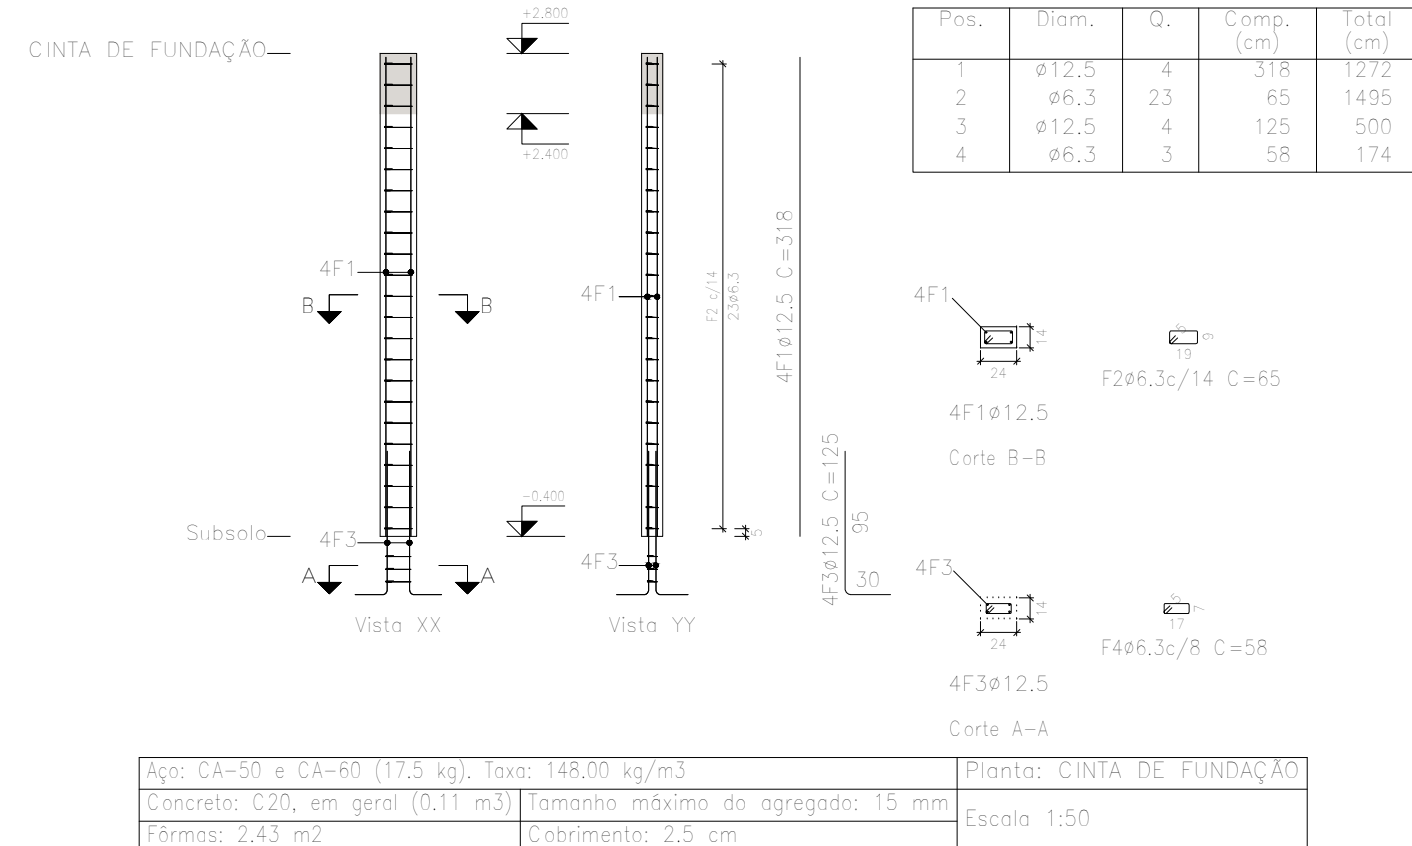 CINTA DE FUNDAÇÃO
+2.800
+2.400
Pos. Diam. Q. Comp. (cm) Total (cm)
1 ø12.5 4 318 1272
2 ø6.3 23 65 1495
3 ø12.5 4 125 500
4 ø6.3 3 58 174
4F1
B B
4F1
F2 c/14
23ø6.3
4F1ø12.5 C=318
4F1
14
24
4F1ø12.5
Corte B-B
6
9
19
F2ø6.3c/14 C=65
Subsolo
-0.400
4F3
A A
Vista XX
4F3
Vista YY
5
4F3ø12.5 C=125
95
30
4F3
14
24
4F3ø12.5
Corte A-A
5
7
17
F4ø6.3c/8 C=58
Aço: CA-50 e CA-60 (17.5 kg). Taxa: 148.00 kg/m3
Planta: CINTA DE FUNDAÇÃO
Concreto: C20, em geral (0.11 m3)
Tamanho máximo do agregado: 15 mm
Escala 1:50
Fôrmas: 2.43 m2
Cobrimento: 2.5 cm